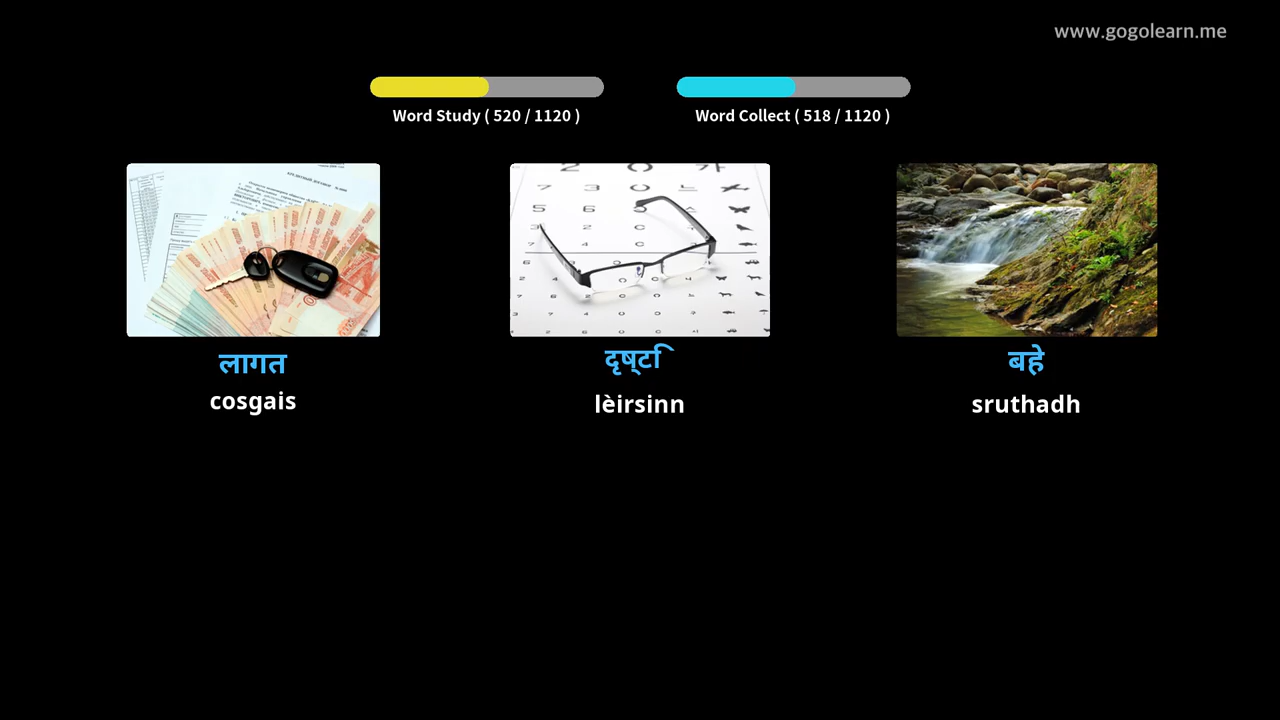 www.gogolearn.me
Word Study ( 520 / 1120 )
Word Collect ( 518 / 1120 )
लागत
दृष्टि
बहे
cosgais
lèirsinn
sruthadh